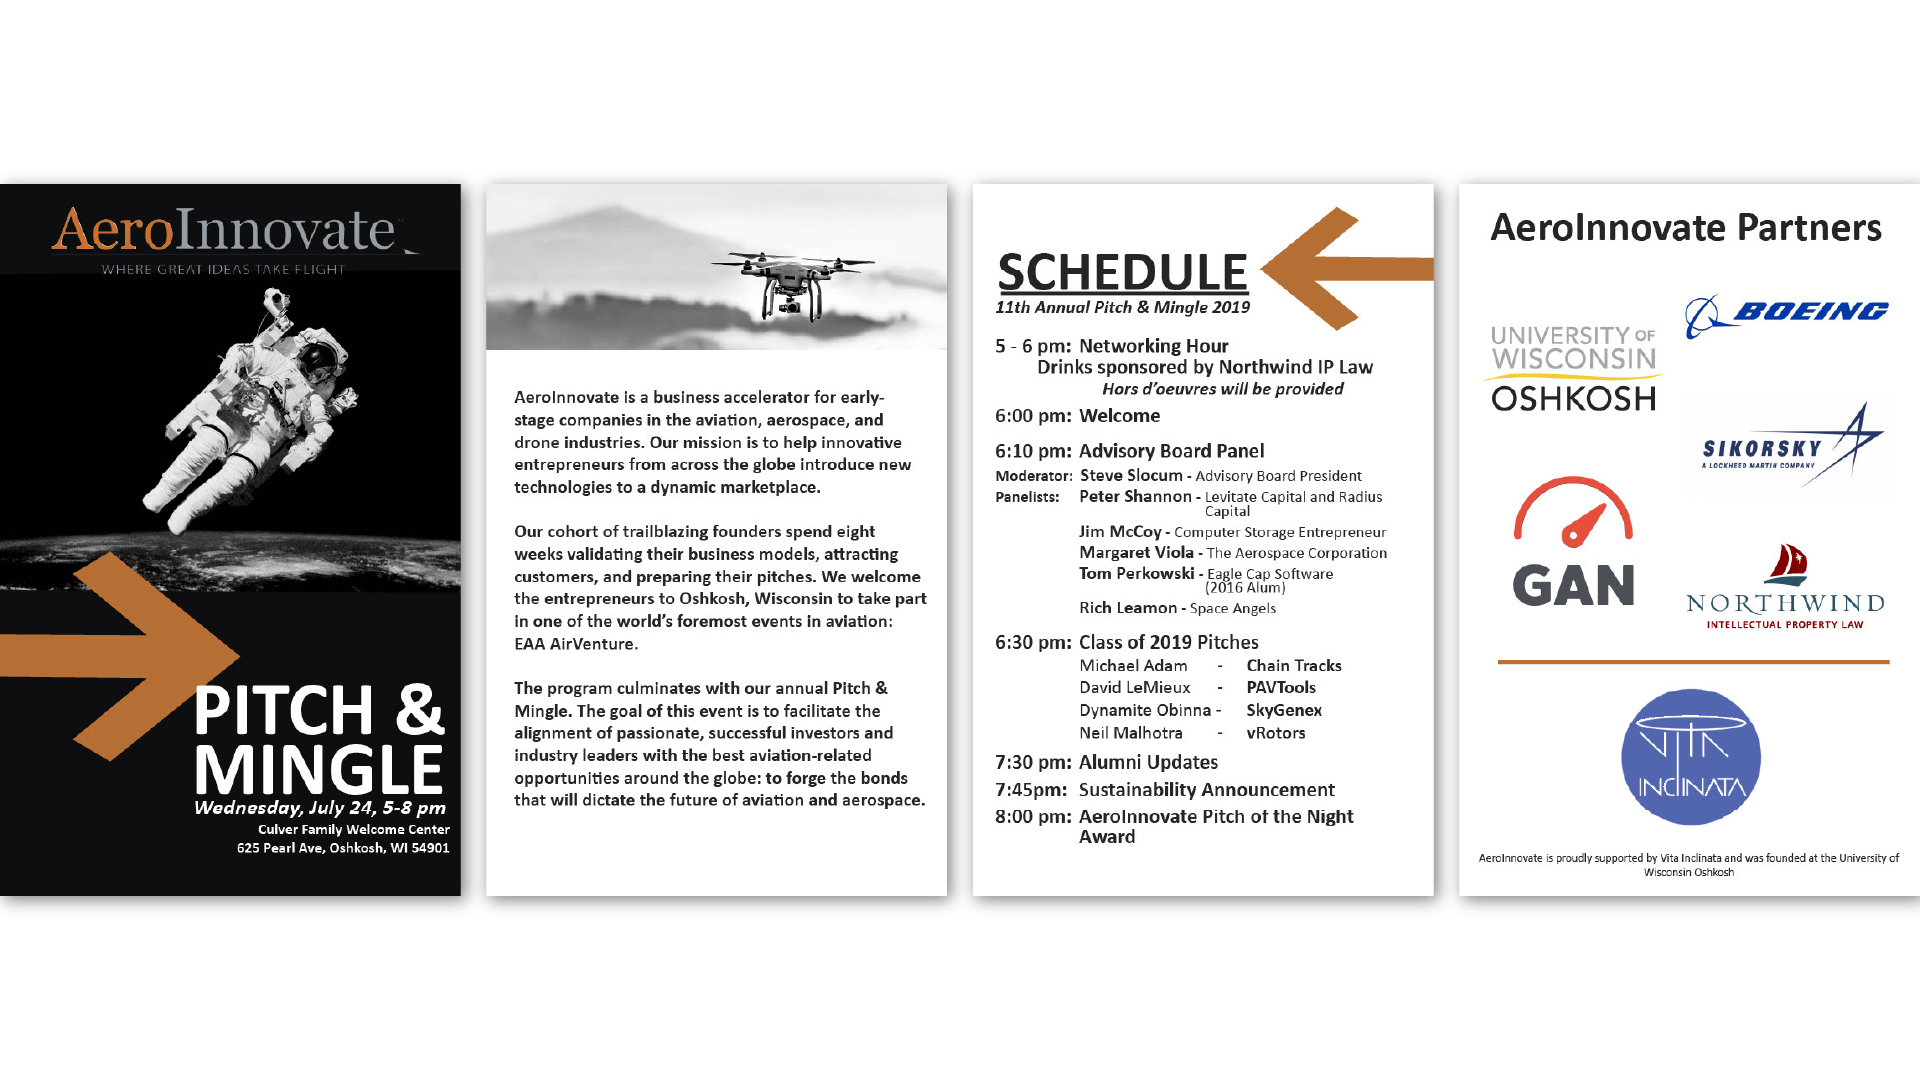 AeroInnovate
WHERE GREAT IDEAS TAKE FLIGHT
PITCH &
MINGLE
Wednesday, July 24, 5-8 pm
Culver Family Welcome Center
625 Pearl Ave, Oshkosh, WI 54901
AeroInnovate is a business accelerator for early-
stage companies in the aviation, aerospace, and
drone industries. Our mission is to help innovative
entrepreneurs from across the globe introduce new
technologies to a dynamic marketplace.
Our cohort of trailblazing founders spend eight
weeks validating their business models, attracting
customers, and preparing their pitches. We welcome
the entrepreneurs to Oshkosh, Wisconsin to take part
in one of the world's foremost events in aviation:
EAA AirVenture.
The program culminates with our annual Pitch &
Mingle. The goal of this event is to facilitate the
alignment of passionate, successful investors and
industry leaders with the best aviation-related
opportunities around the globe: to forge the bonds
that will dictate the future of aviation and aerospace.
SCHEDULE
11th Annual Pitch & Mingle 2019
5 - 6 pm: Networking Hour
Drinks sponsored by Northwind IP Law
Hors d'oeuvres will be provided
6:00 pm: Welcome
6:10 pm: Advisory Board Panel
Moderator: Steve Slocum - Advisory Board President
Panelists: Peter Shannon - Levitate Capital and Radius
Capital
Jim McCoy - Computer Storage Entrepreneur
Margaret Viola - The Aerospace Corporation
Tom Perkowski - Eagle Cap Software
(2016 Alum)
Rich Leamon - Space Angels
6:30 pm: Class of 2019 Pitches
Michael Adam - Chain Tracks
David LeMieux - PAVTools
Dynamite Obinna - SkyGenex
Neil Malhotra - vRotors
7:30 pm: Alumni Updates
7:45pm: Sustainability Announcement
8:00 pm: AeroInnovate Pitch of the Night
Award
AeroInnovate Partners
BOEING
UNIVERSITY OF
WISCONSIN
OSHKOSH
SIKORSKY
A LOCKHEED MARTIN COMPANY
GAN
NORTHWIND
INTELLECTUAL PROPERTY LAW
VITA
INCLINATA
AeroInnovate is proudly supported by Vita Inclinata and was founded at the University of
Wisconsin Oshkosh